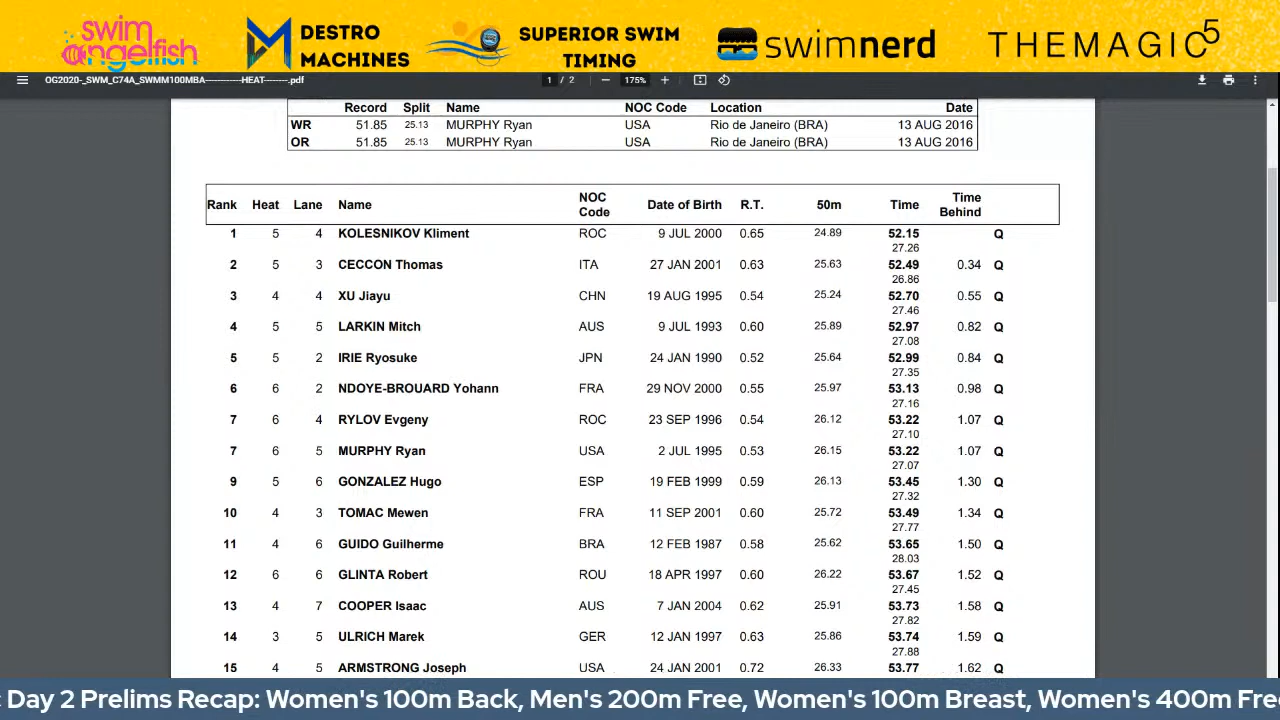 swim angelfish
DESTRO MACHINES
SUPERIOR SWIM TIMING
swimnerd
THEMAGIC5
OG2020-_SWM_C74A_SWMM100MBA------------HEAT--------.pdf 1 / 2 175%
Record Split Name NOC Code Location Date
WR 51.85 25.13 MURPHY Ryan USA Rio de Janeiro (BRA) 13 AUG 2016
OR 51.85 25.13 MURPHY Ryan USA Rio de Janeiro (BRA) 13 AUG 2016
Rank Heat Lane Name NOC Code Date of Birth R.T. 50m Time Time Behind
1 5 4 KOLESNIKOV Kliment ROC 9 JUL 2000 0.65 24.89 52.15 Q
27.26
2 5 3 CECCON Thomas ITA 27 JAN 2001 0.63 25.63 52.49 0.34 Q
26.86
3 4 4 XU Jiayu CHN 19 AUG 1995 0.54 25.24 52.70 0.55 Q
27.46
4 5 5 LARKIN Mitch AUS 9 JUL 1993 0.60 25.89 52.97 0.82 Q
27.08
5 5 2 IRIE Ryosuke JPN 24 JAN 1990 0.52 25.64 52.99 0.84 Q
27.35
6 6 2 NDOYE-BROUARD Yohann FRA 29 NOV 2000 0.55 25.97 53.13 0.98 Q
27.16
7 6 4 RYLOV Evgeny ROC 23 SEP 1996 0.54 26.12 53.22 1.07 Q
27.10
7 6 5 MURPHY Ryan USA 2 JUL 1995 0.53 26.15 53.22 1.07 Q
27.07
9 5 6 GONZALEZ Hugo ESP 19 FEB 1999 0.59 26.13 53.45 1.30 Q
27.32
10 4 3 TOMAC Mewen FRA 11 SEP 2001 0.60 25.72 53.49 1.34 Q
27.77
11 4 6 GUIDO Guilherme BRA 12 FEB 1987 0.58 25.62 53.65 1.50 Q
28.03
12 6 6 GLINTA Robert ROU 18 APR 1997 0.60 26.22 53.67 1.52 Q
27.45
13 4 7 COOPER Isaac AUS 7 JAN 2004 0.62 25.91 53.73 1.58 Q
27.82
14 3 5 ULRICH Marek GER 12 JAN 1997 0.63 25.86 53.74 1.59 Q
27.88
15 4 5 ARMSTRONG Joseph USA 24 JAN 2001 0.72 26.33 53.77 1.62 Q
: Day 2 Prelims Recap: Women's 100m Back, Men's 200m Free, Women's 100m Breast, Women's 400m Fre